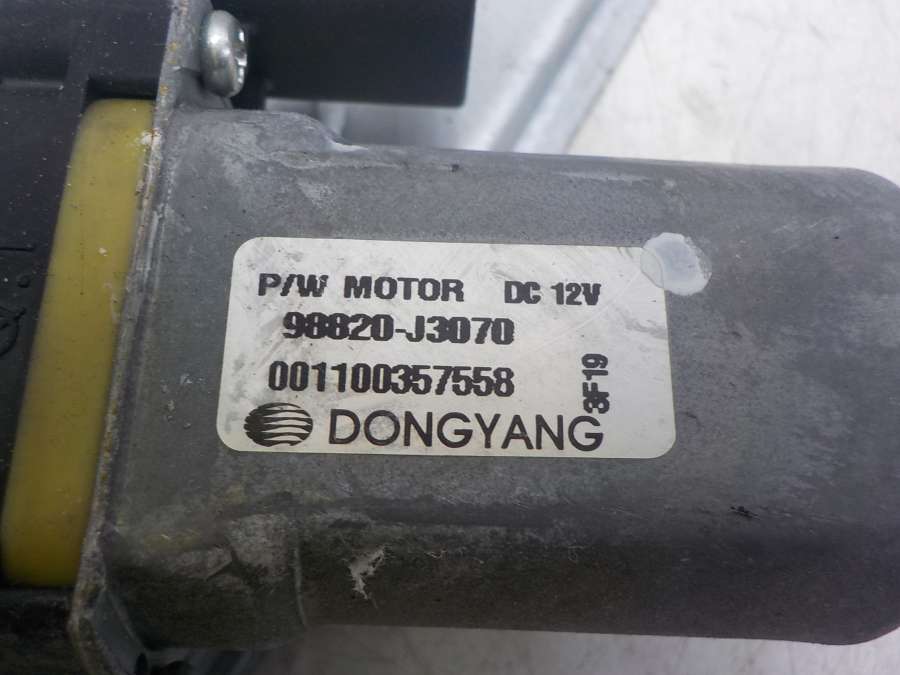 P/W MOTOR DC 12V
98820-J3070
001100357558
3F19
DONGYANG